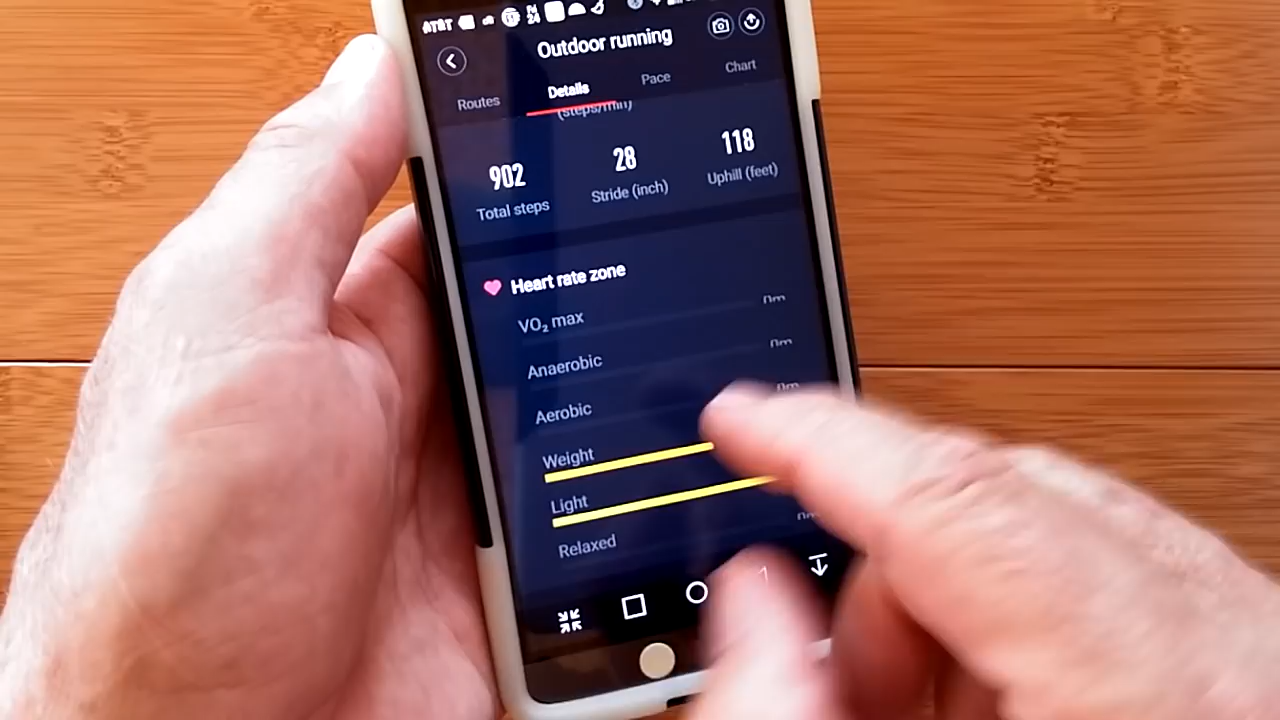 AT&T
24
Outdoor running
Routes Details Pace Chart
(steps/min)
902 28 118
Total steps Stride (inch) Uphill (feet)
Heart rate zone
VO₂ max 0m
Anaerobic 0m
Aerobic 0m
Weight
Light
Relaxed